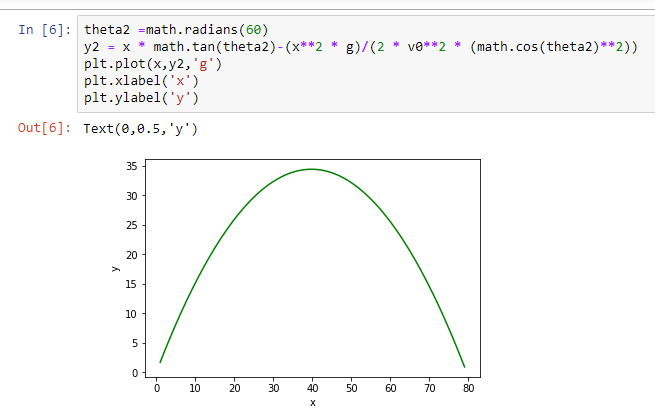 In [6]: theta2 =math.radians(60)
y2 = x * math.tan(theta2)-(x**2 * g)/(2 * v0**2 * (math.cos(theta2)**2))
plt.plot(x,y2,'g')
plt.xlabel('x')
plt.ylabel('y')
Out[6]: Text(0,0.5,'y')
35
30
25
20
15
10
5
0
y
0 10 20 30 40 50 60 70 80
x